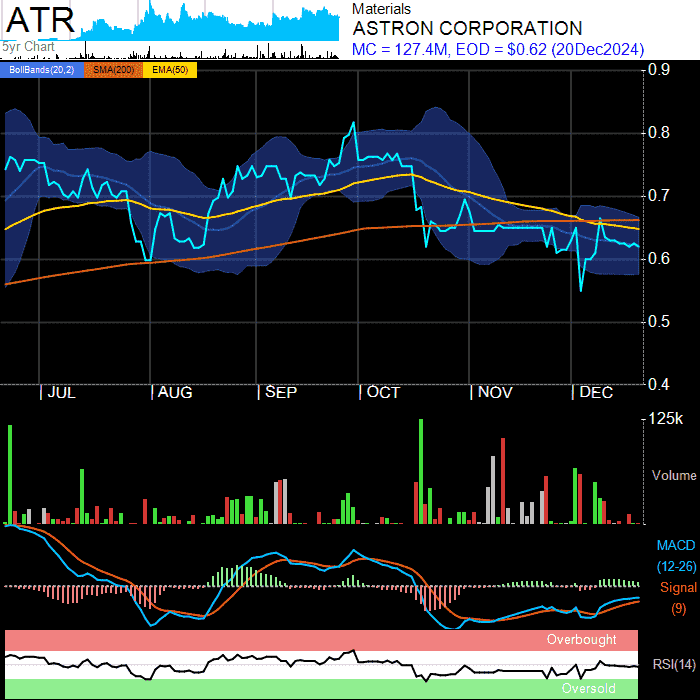 ATR
5yr Chart
Materials
ASTRON CORPORATION
MC = 127.4M, EOD = $0.62 (20Dec2024)
BollBands(20,2) SMA(200) EMA(50)
0.9
0.8
0.7
0.6
0.5
0.4
JUL AUG SEP OCT NOV DEC
125k
Volume
MACD
(12-26)
Signal
(9)
Overbought
RSI(14)
Oversold